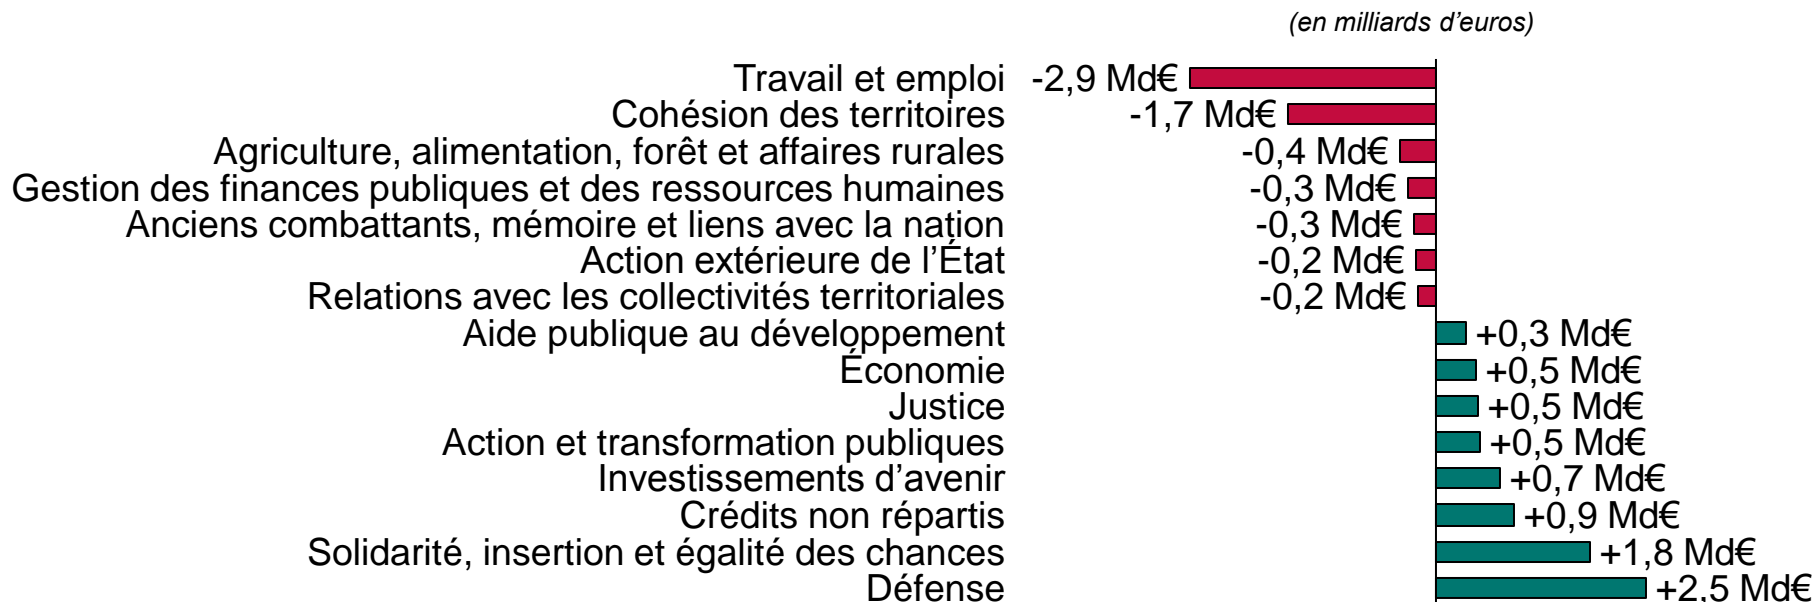 (en milliards d’euros)
Travail et emploi -2,9 Md€
Cohésion des territoires -1,7 Md€
Agriculture, alimentation, forêt et affaires rurales -0,4 Md€
Gestion des finances publiques et des ressources humaines -0,3 Md€
Anciens combattants, mémoire et liens avec la nation -0,3 Md€
Action extérieure de l’État -0,2 Md€
Relations avec les collectivités territoriales -0,2 Md€
Aide publique au développement +0,3 Md€
Économie +0,5 Md€
Justice +0,5 Md€
Action et transformation publiques +0,5 Md€
Investissements d’avenir +0,7 Md€
Crédits non répartis +0,9 Md€
Solidarité, insertion et égalité des chances +1,8 Md€
Défense +2,5 Md€